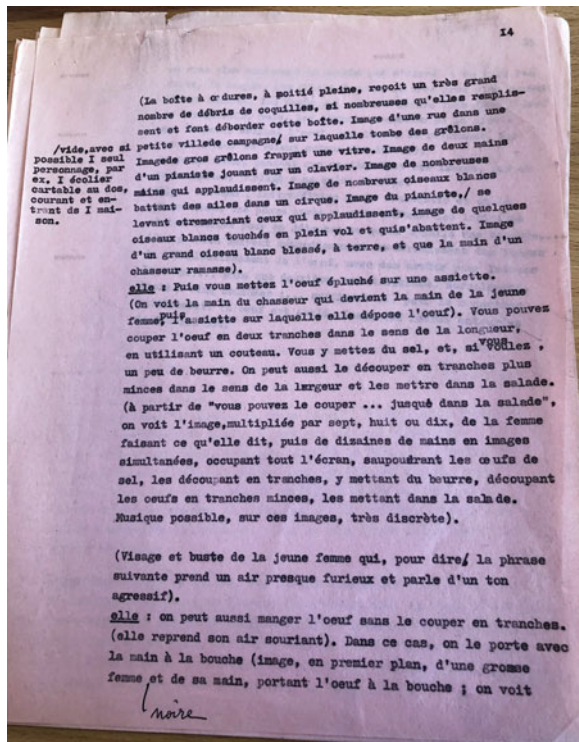 14
(La boîte à ordures, à moitié pleine, reçoit un très grand
nombre de débris de coquilles, si nombreuses qu'elles remplis-
sent et font déborder cette boîte. Image d'une rue dans une
petite villede campagne/ sur laquelle tombe des grêlons.
/vide,avec si
possible I seul
personnage, par
ex, I écolier
cartable au dos,
courant et en-
trant de I mai-
son.
Imagede gros grêlons frappnt une vitre. Image de deux mains
d'un pianiste jouant sur un clavier. Image de nombreuses
mains qui applaudissent. Image de nombreux oiseaux blancs
battant des ailes dans un cirque. Image du pianiste,/ se
levant etremerciant ceux qui applaudissent, image de quelques
oiseaux blancs touchés en plein vol et quis'abattent. Image
d'un grand oiseau blanc blessé, à terre, et que la main d'un
chasseur ramasse).
elle : Puis vous mettez l'oeuf épluché sur une assiette.
(On voit la main du chasseur qui devient la main de la jeune
femme, puis l'assiette sur laquelle elle dépose l'oeuf). Vous pouvez
couper l'oeuf en deux tranches dans le sens de la longueur,
en utilisant un couteau. Vous y mettez du sel, et, si vous voulez ,
un peu de beurre. On peut aussi le découper en tranches plus
minces dans le sens de la largeur et les mettre dans la salade.
(à partir de "vous pouvez le couper ... jusqué dans la salade",
on voit l'image,multipliée par sept, huit ou dix, de la femme
faisant ce qu'elle dit, puis de dizaines de mains en images
simultanées, occupant tout l'écran, saupoudrant les œufs de
sel, les découpant en tranches, y mettant du beurre, découpant
les oeufs en tranches minces, les mettant dans la salade.
Musique possible, sur ces images, très discrète).
(Visage et buste de la jeune femme qui, pour dire/ la phrase
suivante prend un air presque furieux et parle d'un ton
agressif).
elle : on peut aussi manger l'oeuf sans le couper en tranches.
(elle reprend son air souriant). Dans ce cas, on le porte avec
la main à la bouche (image, en premier plan, d'une grosse
femme et de sa main, portant l'oeuf à la bouche ; on voit
noire